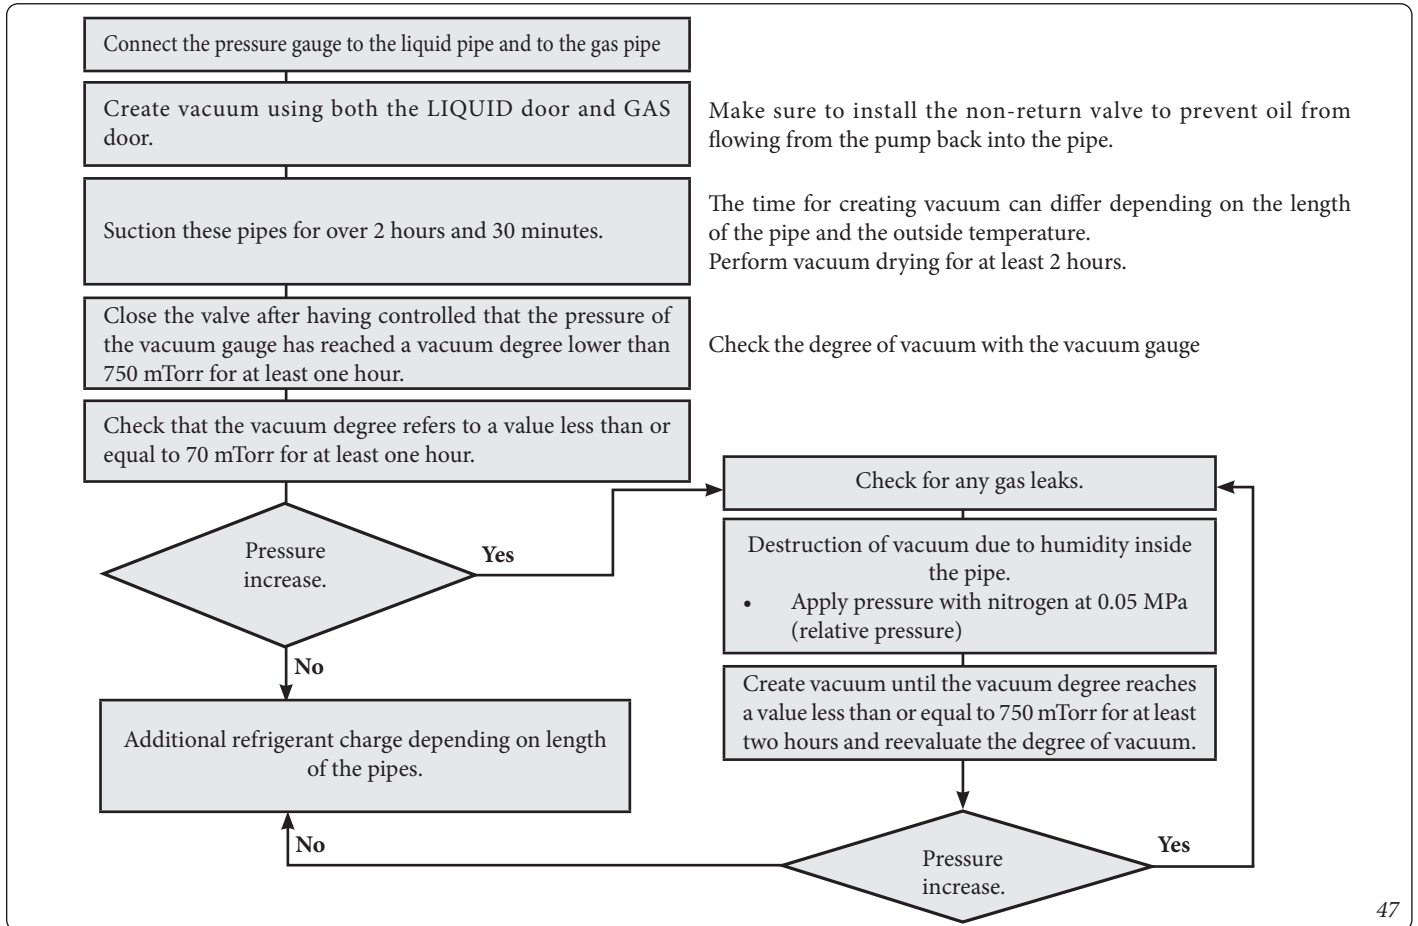 Connect the pressure gauge to the liquid pipe and to the gas pipe
Create vacuum using both the LIQUID door and GAS
door.
Make sure to install the non-return valve to prevent oil from
flowing from the pump back into the pipe.
Suction these pipes for over 2 hours and 30 minutes.
The time for creating vacuum can differ depending on the length
of the pipe and the outside temperature.
Perform vacuum drying for at least 2 hours.
Close the valve after having controlled that the pressure of
the vacuum gauge has reached a vacuum degree lower than
750 mTorr for at least one hour.
Check the degree of vacuum with the vacuum gauge
Check that the vacuum degree refers to a value less than or
equal to 70 mTorr for at least one hour.
Pressure
increase.
Yes
No
Check for any gas leaks.
Destruction of vacuum due to humidity inside
the pipe.
• Apply pressure with nitrogen at 0.05 MPa
(relative pressure)
Create vacuum until the vacuum degree reaches
a value less than or equal to 750 mTorr for at least
two hours and reevaluate the degree of vacuum.
Additional refrigerant charge depending on length
of the pipes.
No
Pressure
increase.
Yes
47